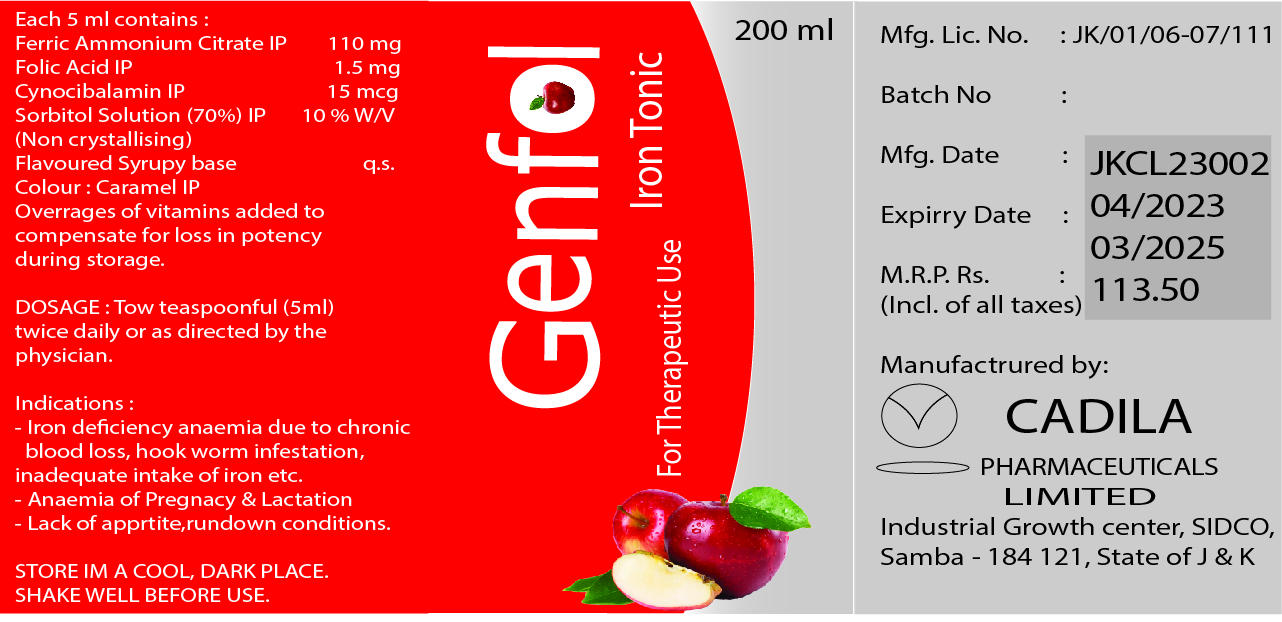 Each 5 ml contains :
Ferric Ammonium Citrate IP 110 mg
Folic Acid IP 1.5 mg
Cynocibalamin IP 15 mcg
Sorbitol Solution (70%) IP 10 % W/V
(Non crystallising)
Flavoured Syrupy base q.s.
Colour : Caramel IP
Overrages of vitamins added to
compensate for loss in potency
during storage.
DOSAGE : Tow teaspoonful (5ml)
twice daily or as directed by the
physician.
Indications :
- Iron deficiency anaemia due to chronic
blood loss, hook worm infestation,
inadequate intake of iron etc.
- Anaemia of Pregnacy & Lactation
- Lack of apprtite,rundown conditions.
STORE IM A COOL, DARK PLACE.
SHAKE WELL BEFORE USE.
Genfol
Iron Tonic
For Therapeutic Use
200 ml
Mfg. Lic. No. : JK/01/06-07/111
Batch No : JKCL23002
Mfg. Date : 04/2023
Expirry Date : 03/2025
M.R.P. Rs. : 113.50
(Incl. of all taxes)
Manufactrured by:
CADILA
PHARMACEUTICALS
LIMITED
Industrial Growth center, SIDCO,
Samba - 184 121, State of J & K